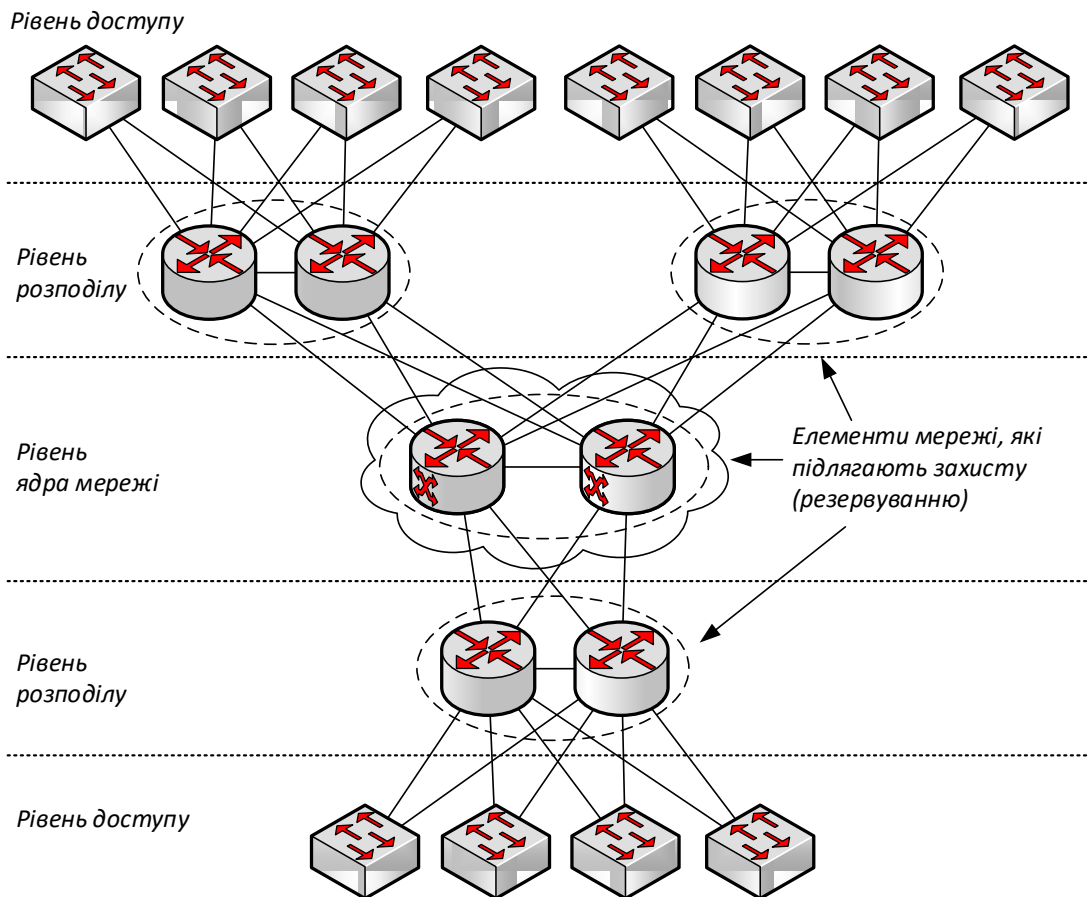 Рівень доступу
Рівень
розподілу
Рівень
ядра мережі
Елементи мережі, які
підлягають захисту
(резервуванню)
Рівень
розподілу
Рівень доступу